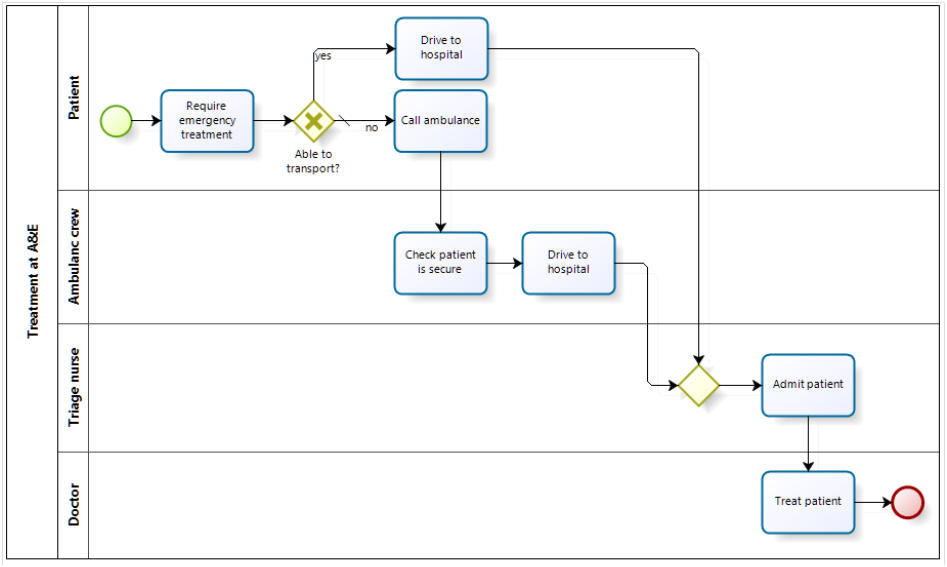 Treatment at A&E
Patient
Require
emergency
treatment
Able to
transport?
yes
no
Drive to
hospital
Call ambulance
Ambulanc crew
Check patient
is secure
Drive to
hospital
Triage nurse
Admit patient
Doctor
Treat patient